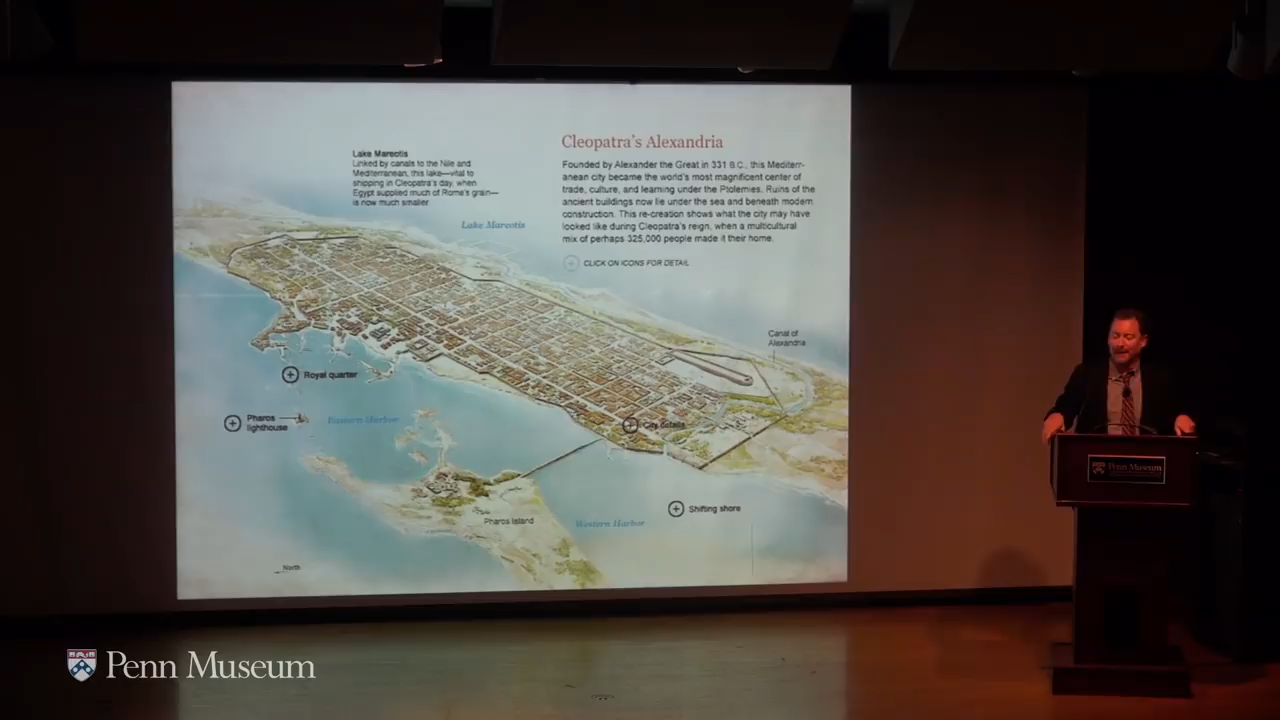 Cleopatra's Alexandria
Founded by Alexander the Great in 331 B.C., this Mediterr-
anean city became the world's most magnificent center of
trade, culture, and learning under the Ptolemies. Ruins of the
ancient buildings now lie under the sea and beneath modern
construction. This re-creation shows what the city may have
looked like during Cleopatra's reign, when a multicultural
mix of perhaps 325,000 people made it their home.
CLICK ON ICONS FOR DETAIL
Lake Mareotis
Linked by canals to the Nile and
Mediterranean, this lake—vital to
shipping in Cleopatra's day, when
Egypt supplied much of Rome's grain—
is now much smaller.
Lake Mareotis
Canal of
Alexandria
Royal quarter
Pharos
lighthouse
Eastern Harbor
City details
Pharos Island
Western Harbor
Shifting shore
North
Penn Museum
Penn Museum